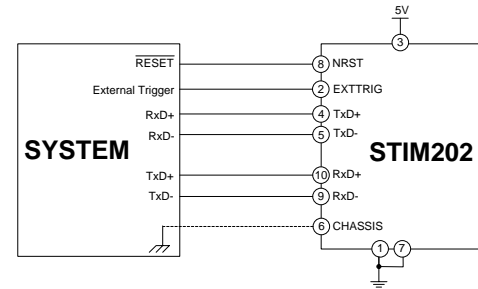 5V
3
RESET 8 NRST
External Trigger 2 EXTTRIG
RxD+ 4 TxD+
RxD- 5 TxD-
SYSTEM STIM202
TxD+ 10 RxD+
TxD- 9 RxD-
6 CHASSIS
1 7